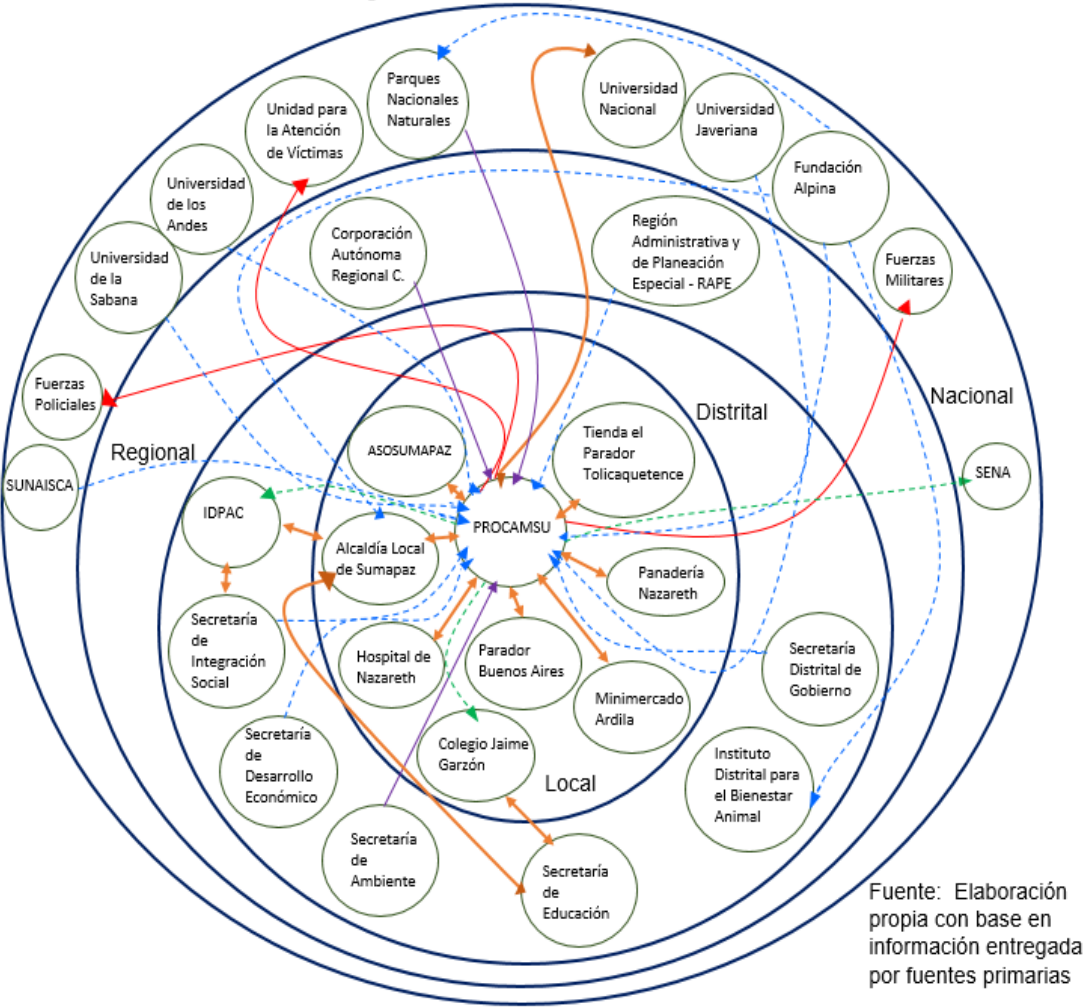 Parques
Nacionales
Naturales
Universidad
Nacional
Universidad
Javeriana
Unidad para
la Atención
de Víctimas
Fundación
Alpina
Universidad
de los
Andes
Universidad
de la
Sabana
Corporación
Autónoma
Regional C.
Región
Administrativa y
de Planeación
Especial - RAPE
Fuerzas
Militares
Fuerzas
Policiales
Nacional
Distrital
Regional
SUNAISCA
SENA
ASOSUMAPAZ
Tienda el
Parador
Tolicaquetence
IDPAC
PROCAMSU
Alcaldía Local
de Sumapaz
Panadería
Nazareth
Secretaría
de
Integración
Social
Hospital de
Nazareth
Parador
Buenos Aires
Minimercado
Ardila
Secretaría
Distrital de
Gobierno
Secretaría
de
Desarrollo
Económico
Colegio Jaime
Garzón
Local
Instituto
Distrital para
el Bienestar
Animal
Secretaría
de
Ambiente
Secretaría
de
Educación
Fuente:  Elaboración
propia con base en
información entregada
por fuentes primarias